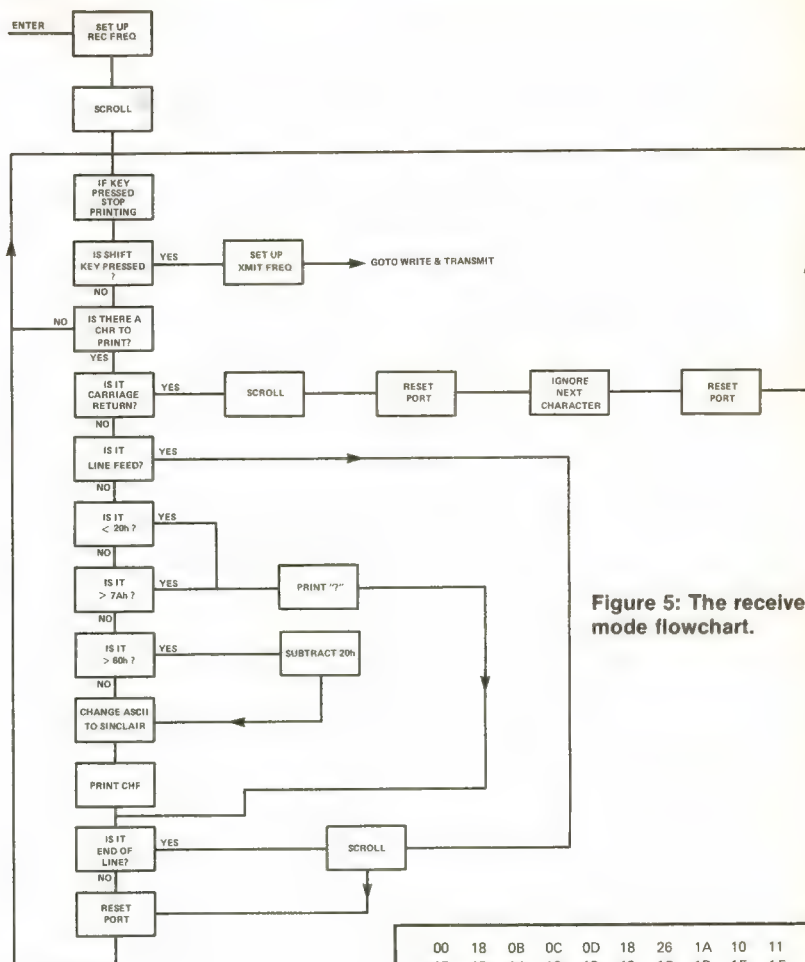 ENTER
SET UP
REC FREQ
SCROLL
IF KEY
PRESSED
STOP
PRINTING
IS SHIFT
KEY PRESSED
?
YES
SET UP
XMIT FREQ
GOTO WRITE & TRANSMIT
NO
NO
IS THERE A
CHR TO
PRINT?
YES
IS IT
CARRIAGE
RETURN?
YES
SCROLL
RESET
PORT
IGNORE
NEXT
CHARACTER
RESET
PORT
NO
IS IT
LINE FEED?
YES
NO
IS IT
< 20h ?
YES
NO
IS IT
> 7Ah ?
YES
PRINT "?"
NO
IS IT
> 60h ?
YES
SUBTRACT 20h
NO
CHANGE ASCII
TO SINCLAIR
PRINT CHF
IS IT
END OF
LINE?
YES
SCROLL
NO
RESET
PORT
Figure 5: The receive
mode flowchart.
00 18 0B 0C 0D 18 26 1A 10 11